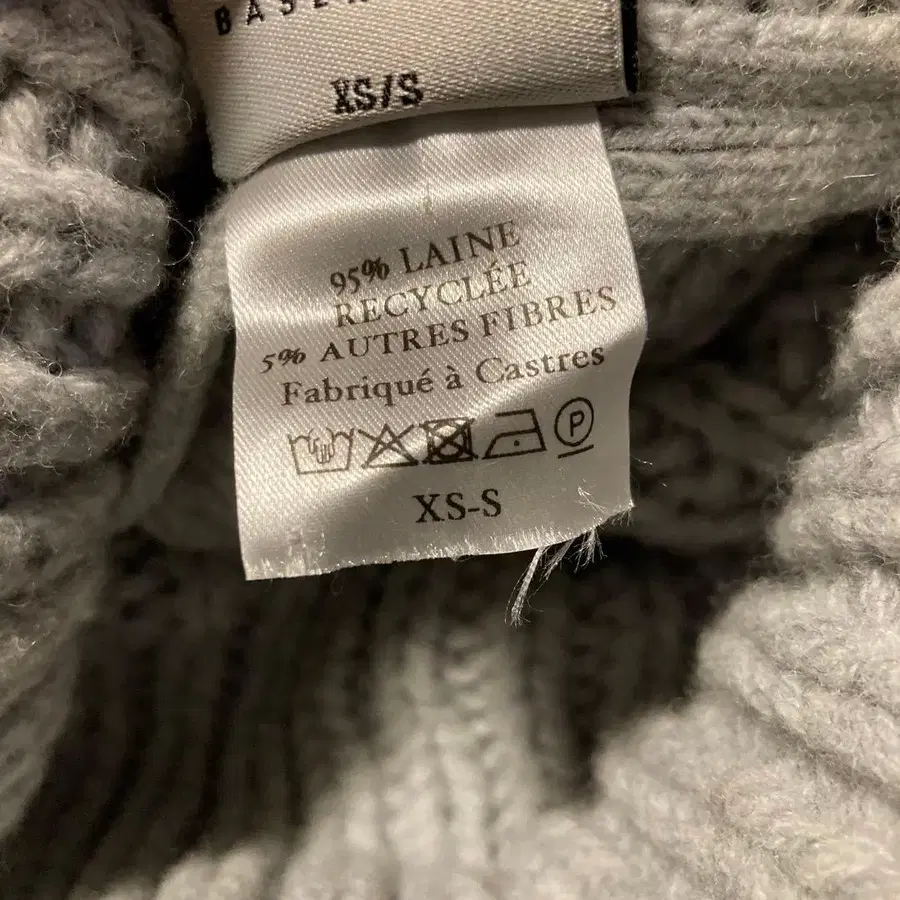 XS/S
95% LAINE
RECYCLÉE
5% AUTRES FIBRES
Fabriqué à Castres
P
XS-S